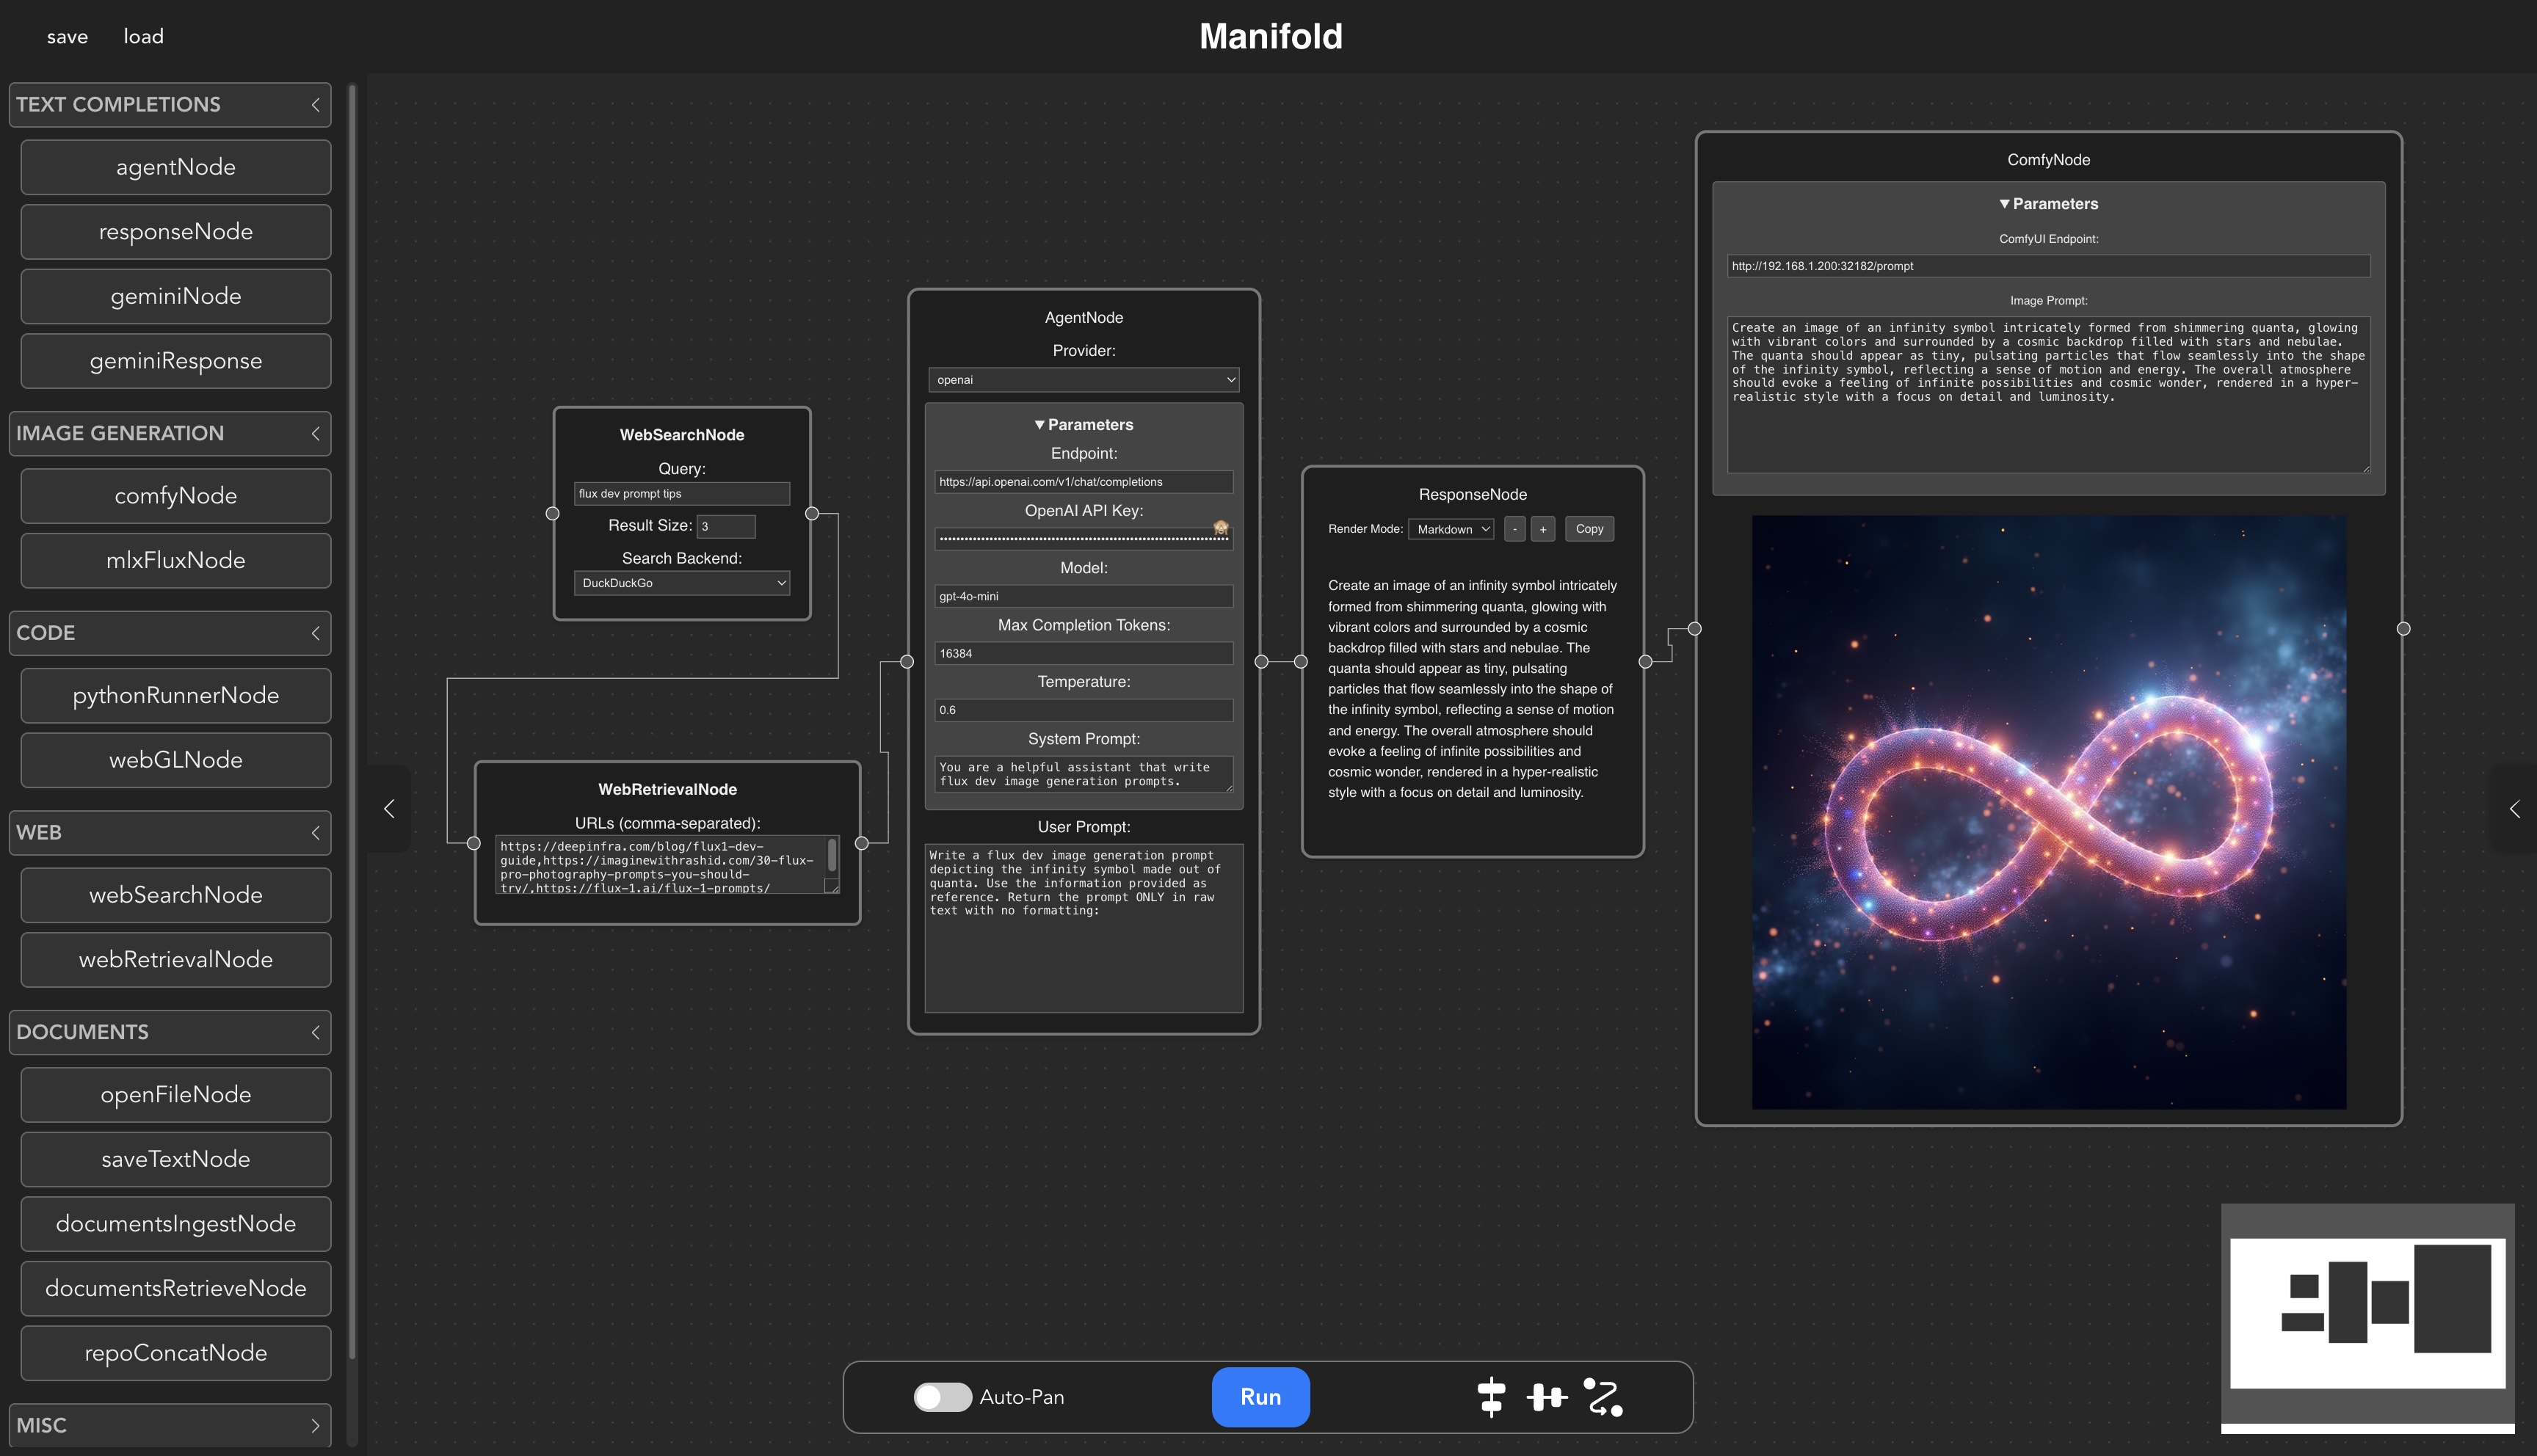 save
load
Manifold
TEXT COMPLETIONS
agentNode
responseNode
geminiNode
geminiResponse
IMAGE GENERATION
comfyNode
mlxFluxNode
CODE
pythonRunnerNode
webGLNode
WEB
webSearchNode
webRetrievalNode
DOCUMENTS
openFileNode
saveTextNode
documentsIngestNode
documentsRetrieveNode
repoConcatNode
MISC
WebSearchNode
Query:
flux dev prompt tips
Result Size: 3
Search Backend:
DuckDuckGo
WebRetrievalNode
URLs (comma-separated):
https://deepinfra.com/blog/flux1-dev-
guide,https://imaginewithrashid.com/30-flux-
pro-photography-prompts-you-should-
try/,https://flux-1.ai/flux-1-prompts/
AgentNode
Provider:
openai
Parameters
Endpoint:
https://api.openai.com/v1/chat/completions
OpenAI API Key:
Model:
gpt-4o-mini
Max Completion Tokens:
16384
Temperature:
0.6
System Prompt:
You are a helpful assistant that write
flux dev image generation prompts.
User Prompt:
Write a flux dev image generation prompt
depicting the infinity symbol made out of
quanta. Use the information provided as
reference. Return the prompt ONLY in raw
text with no formatting:
ResponseNode
Render Mode: Markdown - + Copy
Create an image of an infinity symbol intricately
formed from shimmering quanta, glowing with
vibrant colors and surrounded by a cosmic
backdrop filled with stars and nebulae. The
quanta should appear as tiny, pulsating
particles that flow seamlessly into the shape of
the infinity symbol, reflecting a sense of motion
and energy. The overall atmosphere should
evoke a feeling of infinite possibilities and
cosmic wonder, rendered in a hyper-realistic
style with a focus on detail and luminosity.
ComfyNode
Parameters
ComfyUI Endpoint:
http://192.168.1.200:32182/prompt
Image Prompt:
Create an image of an infinity symbol intricately formed from shimmering quanta, glowing
with vibrant colors and surrounded by a cosmic backdrop filled with stars and nebulae.
The quanta should appear as tiny, pulsating particles that flow seamlessly into the shape
of the infinity symbol, reflecting a sense of motion and energy. The overall atmosphere
should evoke a feeling of infinite possibilities and cosmic wonder, rendered in a hyper-
realistic style with a focus on detail and luminosity.
Auto-Pan
Run